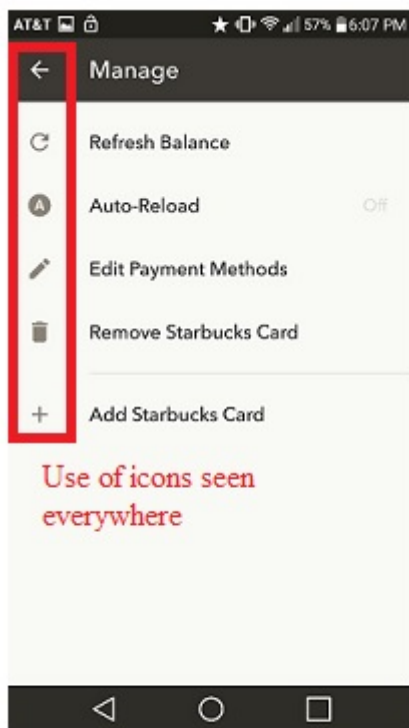 AT&T 57% 6:07 PM
Manage
Refresh Balance
A Auto-Reload Off
Edit Payment Methods
Remove Starbucks Card
Add Starbucks Card
Use of icons seen
everywhere